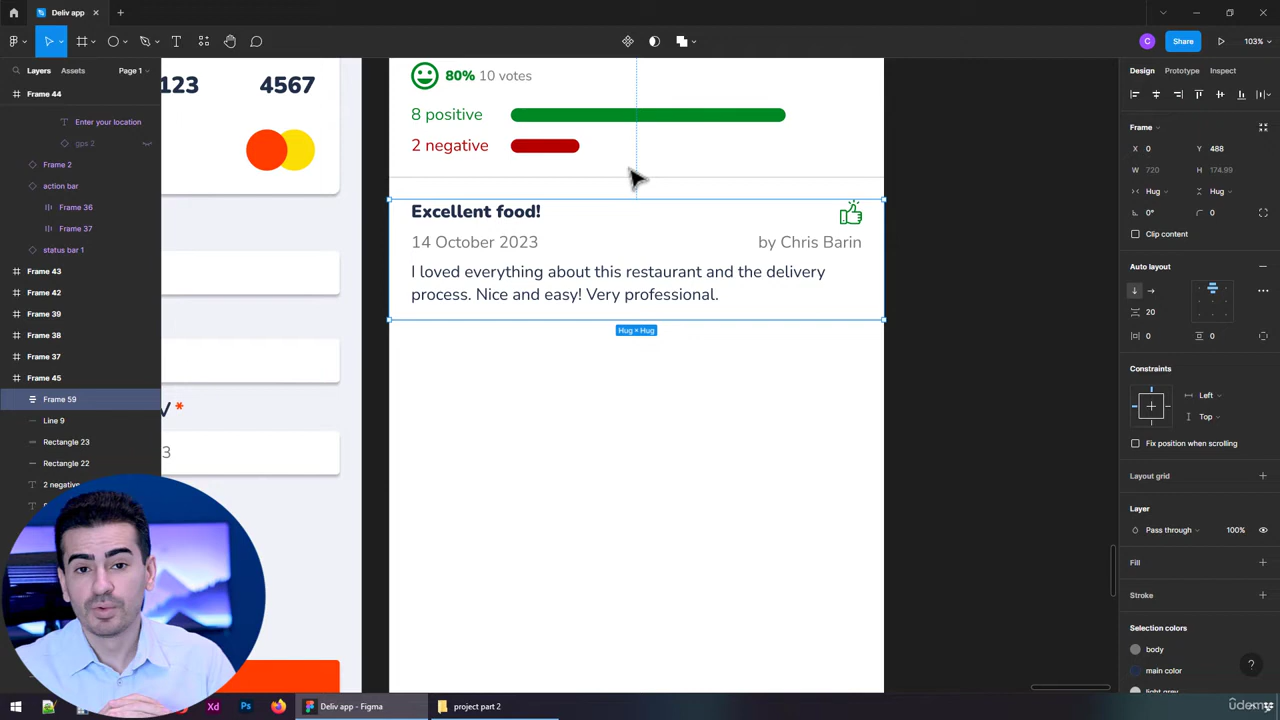 Deliv app
103%
C
Share
Layers
Assets
Page 1
Frame 44
Enter your location
gps 2
Frame 2
action bar
Frame 36
Frame 37
status bar 1
Frame 43
Frame 42
Frame 39
Frame 38
Frame 37
Frame 45
Frame 59
Line 9
Rectangle 23
Rectangle 22
2 negative
123 4567
V *
3
80% 10 votes
8 positive
2 negative
Excellent food!
14 October 2023
by Chris Barin
I loved everything about this restaurant and the delivery
process. Nice and easy! Very professional.
Hug × Hug
Design
Prototype
Inspect
Frame
X 0
Y 488
W 720
H 174.99
Hug
Hug
0°
0
Clip content
Auto layout
20
0
0
Constraints
Left
Top
Fix position when scrolling
Layout grid
Layer
Pass through
100%
Fill
Stroke
Selection colors
body
main color
light grey
?
Xd
Ps
Deliv app - Figma
project part 2
Udemy